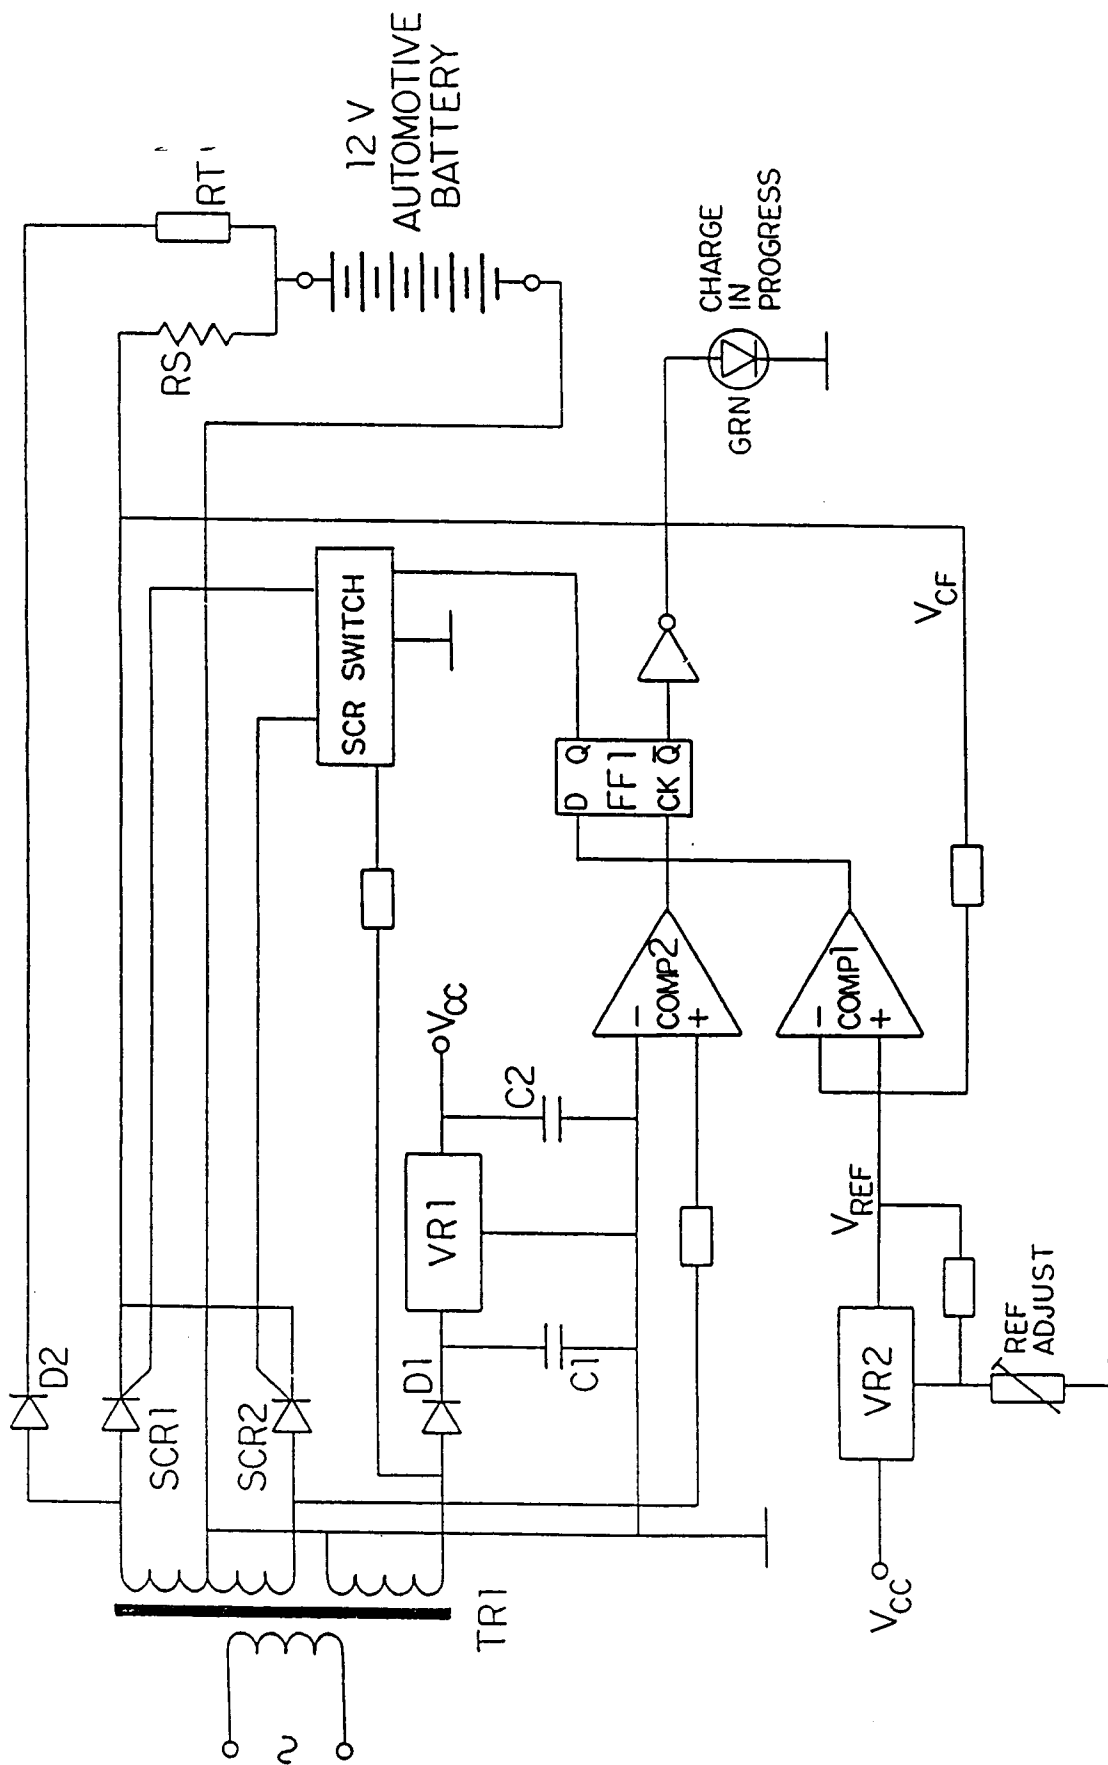 D2
RT
SCR1
RS
12 V
AUTOMOTIVE
BATTERY
SCR2
SCR SWITCH
TR1
D1
VR1
VCC
C1
C2
COMP2
-
+
D Q
FF1
CK Q̅
GRN
CHARGE
IN
PROGRESS
VCC
VR2
VREF
REF
ADJUST
COMP1
-
+
VCF
~